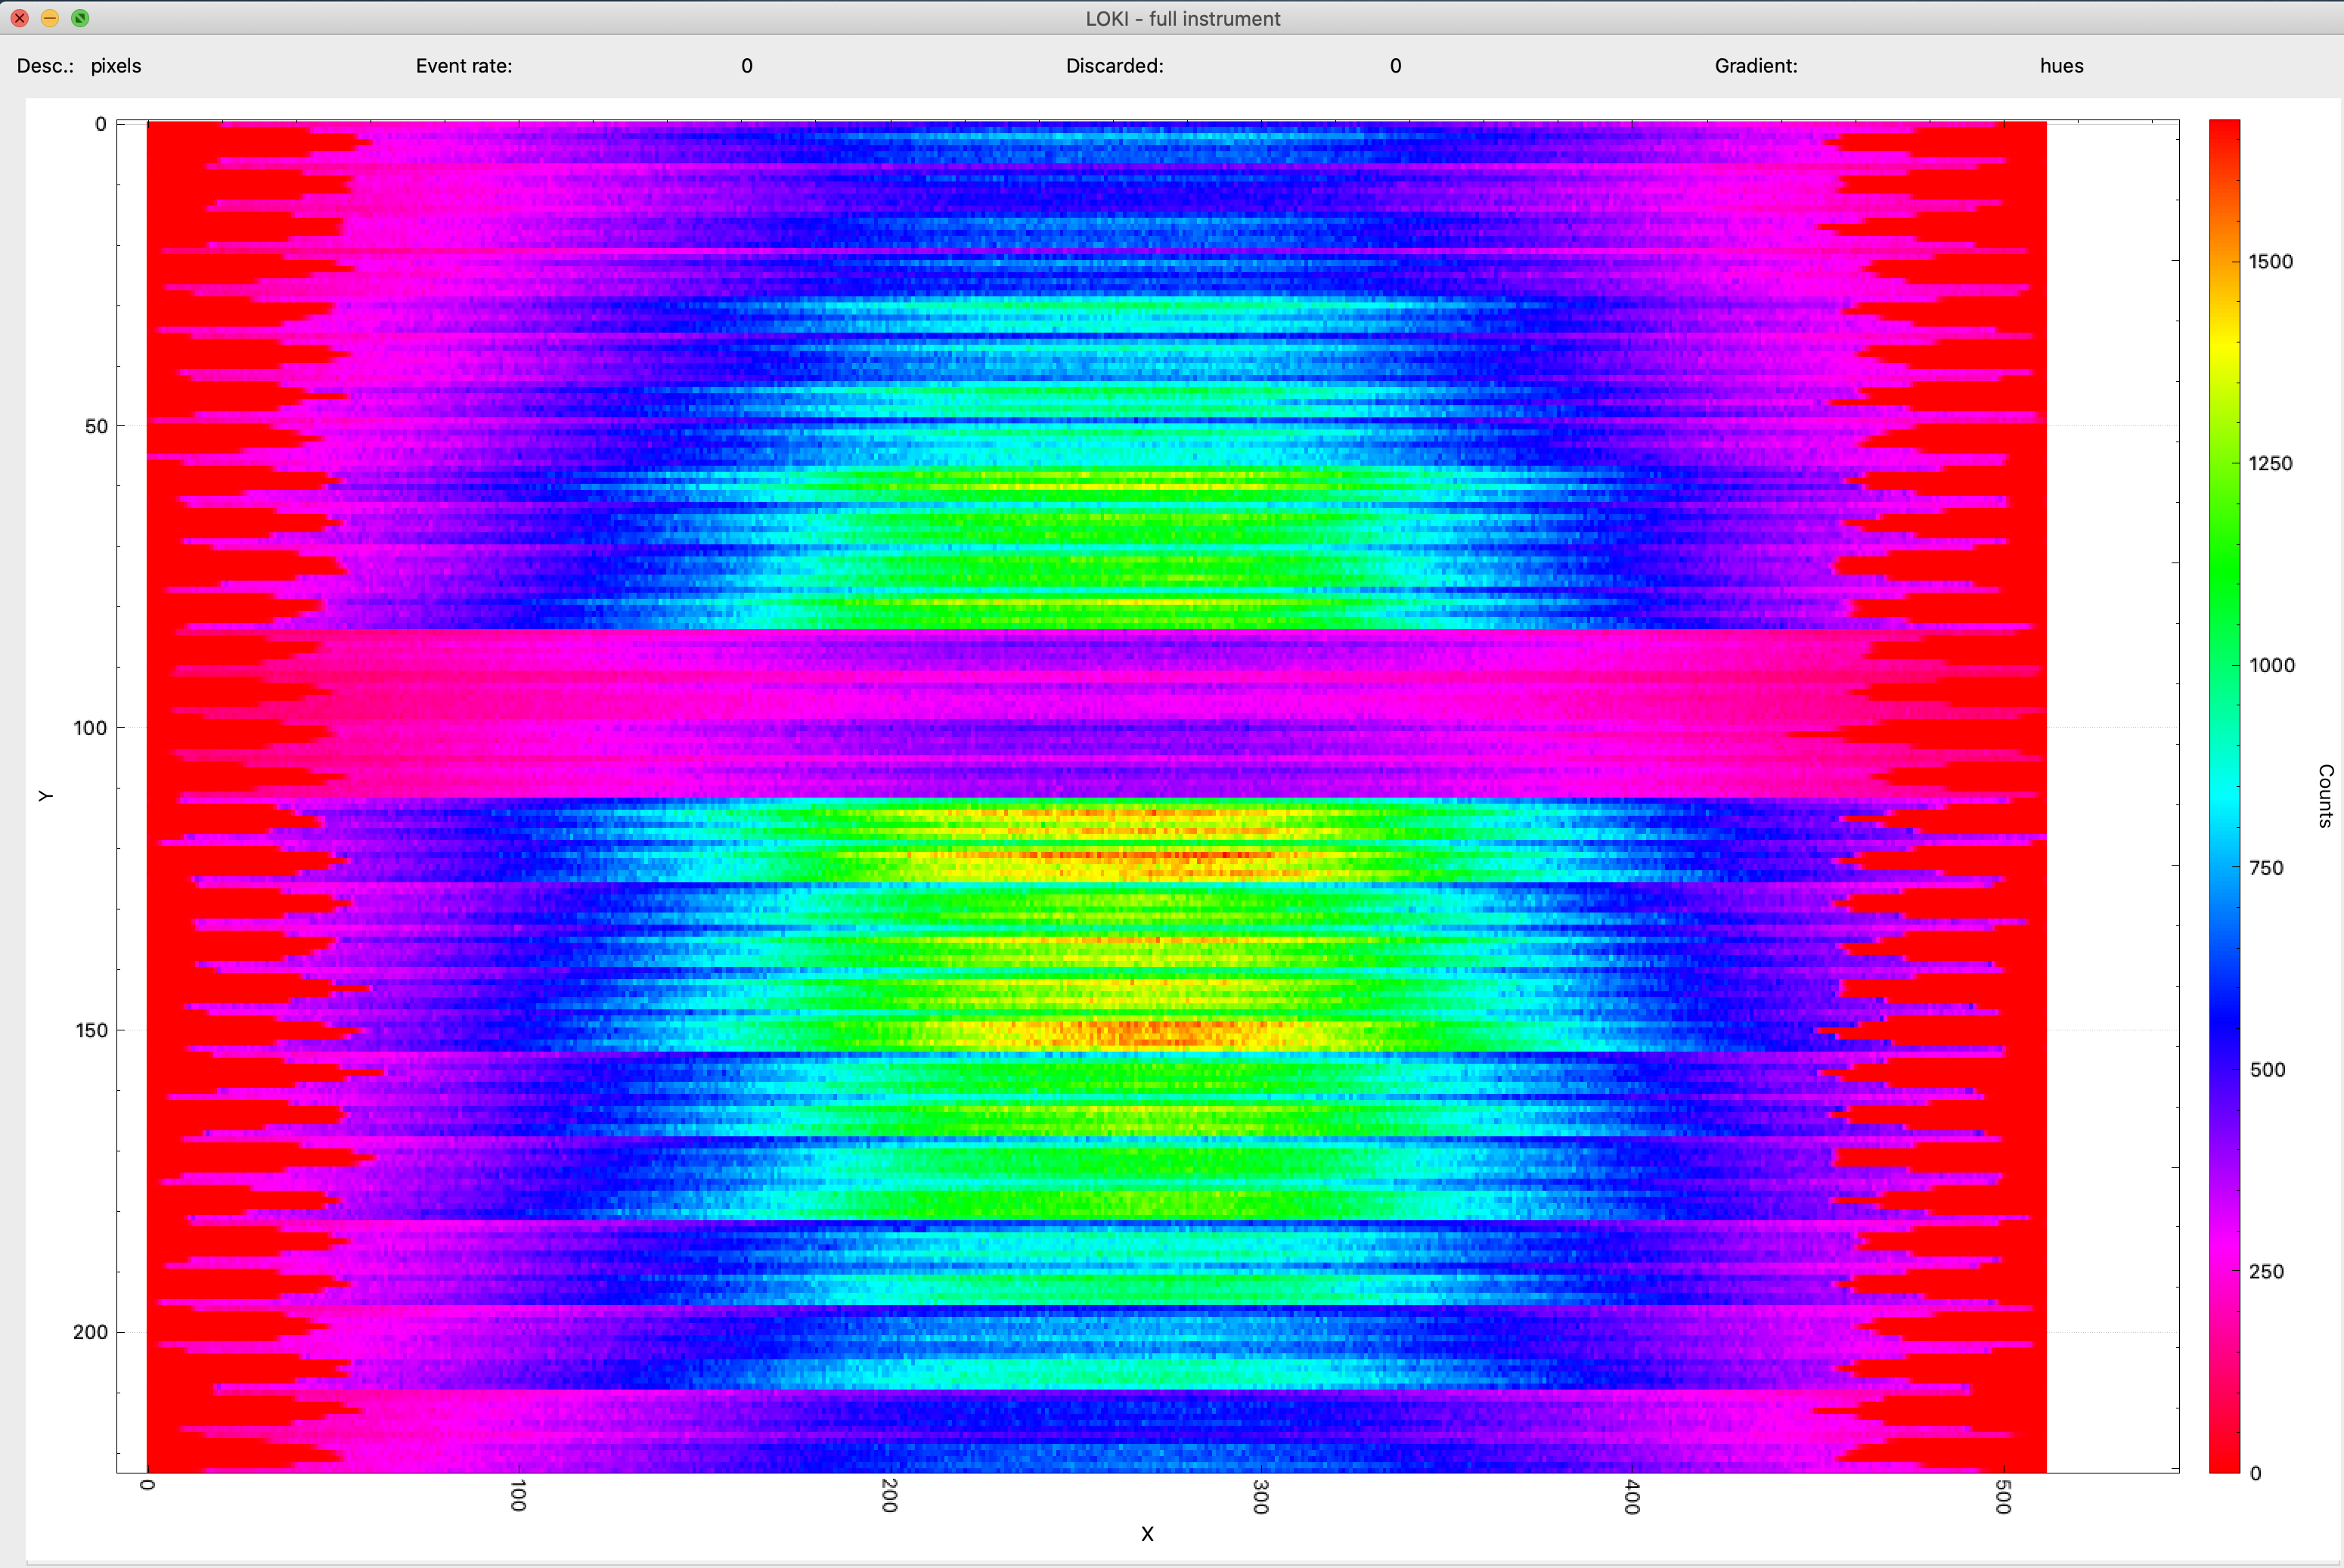 LOKI - full instrument
Desc.: pixels Event rate: 0 Discarded: 0 Gradient: hues
0
50
100
150
200
Y
0 100 200 300 400 500
X
1500
1250
1000
750
500
250
0
Counts